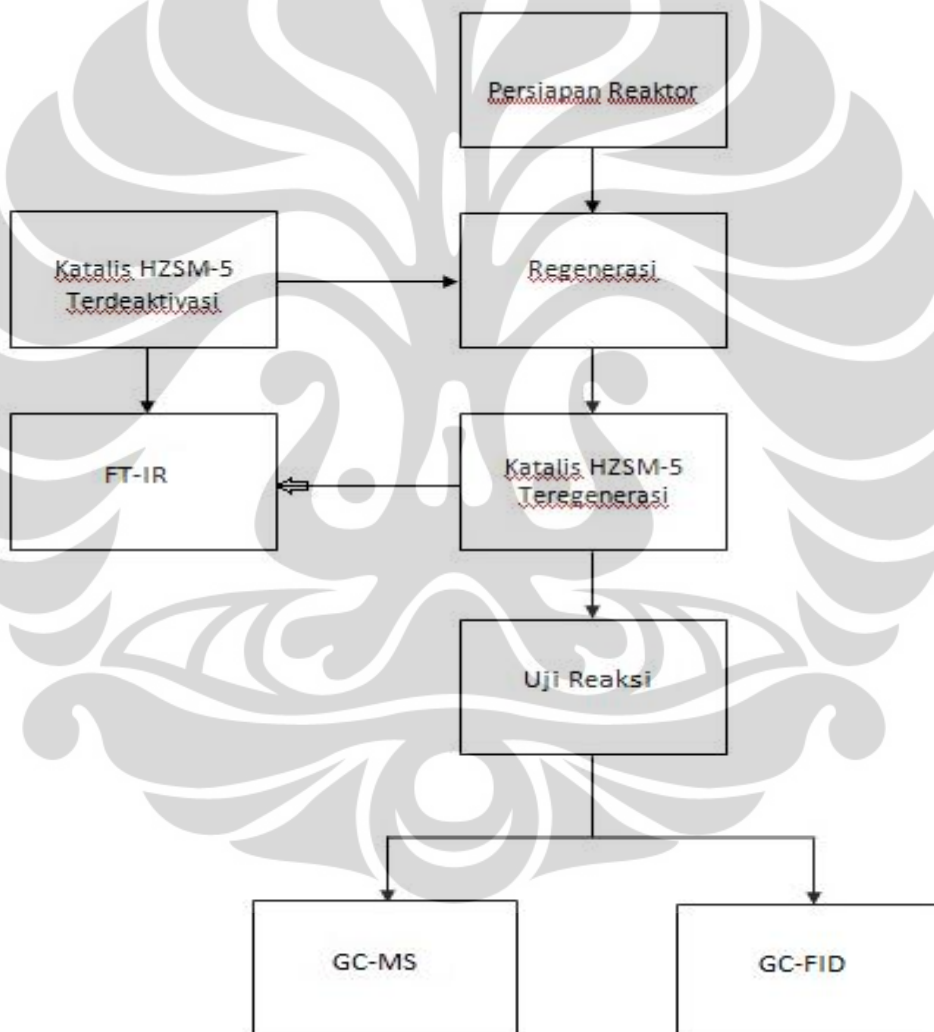 Persiapan Reaktor
Katalis HZSM-5
Terdeaktivasi
Regenerasi
FT-IR
Katalis HZSM-5
Teregenerasi
Uji Reaksi
GC-MS
GC-FID